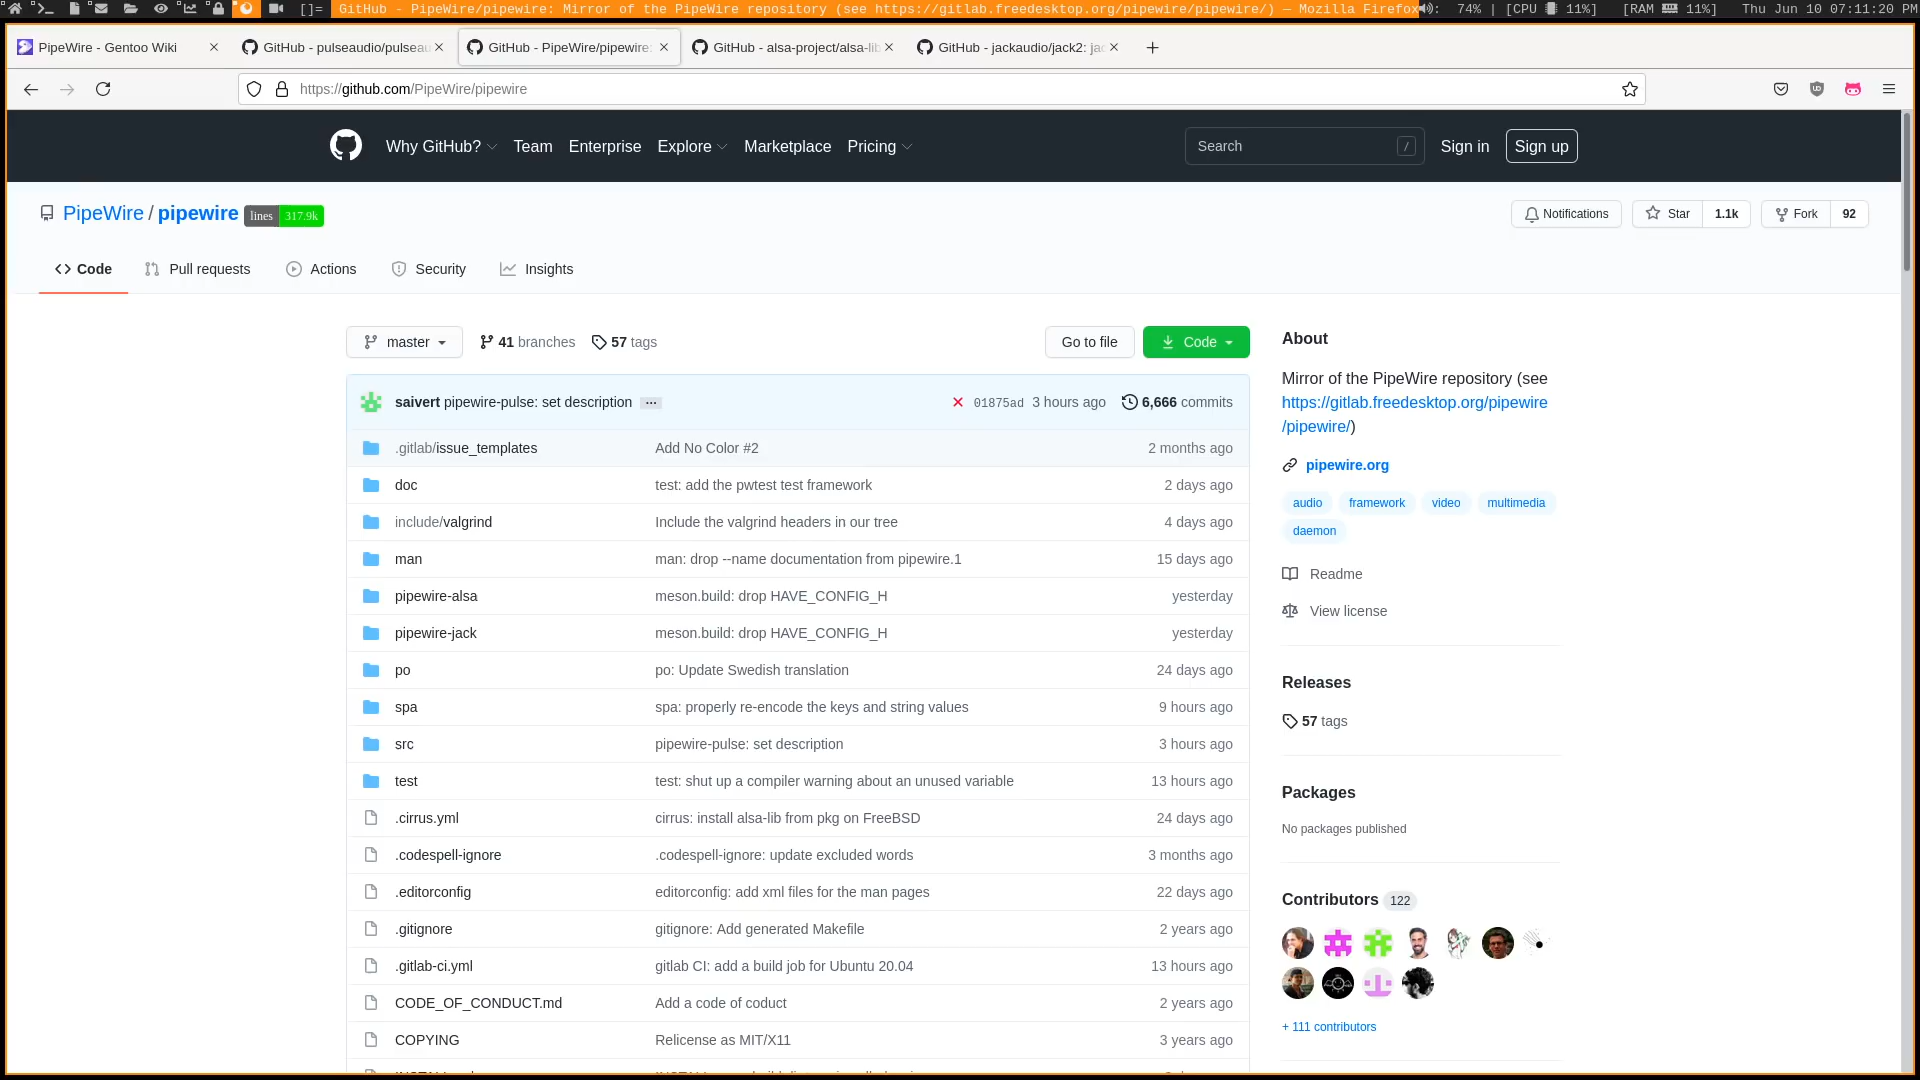 []= GitHub - PipeWire/pipewire: Mirror of the PipeWire repository (see https://gitlab.freedesktop.org/pipewire/pipewire/) — Mozilla Firefox : 74% | [CPU 11%] [RAM 11%] Thu Jun 10 07:11:20 PM
PipeWire - Gentoo Wiki GitHub - pulseaudio/pulseau GitHub - PipeWire/pipewire: GitHub - alsa-project/alsa-lib GitHub - jackaudio/jack2: jac
https://github.com/PipeWire/pipewire
Why GitHub? Team Enterprise Explore Marketplace Pricing Search / Sign in Sign up
PipeWire / pipewire lines 317.9k Notifications Star 1.1k Fork 92
Code Pull requests Actions Security Insights
master 41 branches 57 tags Go to file Code
saivert pipewire-pulse: set description ... 01875ad 3 hours ago 6,666 commits
.gitlab/issue_templates Add No Color #2 2 months ago
doc test: add the pwtest test framework 2 days ago
include/valgrind Include the valgrind headers in our tree 4 days ago
man man: drop --name documentation from pipewire.1 15 days ago
pipewire-alsa meson.build: drop HAVE_CONFIG_H yesterday
pipewire-jack meson.build: drop HAVE_CONFIG_H yesterday
po po: Update Swedish translation 24 days ago
spa spa: properly re-encode the keys and string values 9 hours ago
src pipewire-pulse: set description 3 hours ago
test test: shut up a compiler warning about an unused variable 13 hours ago
.cirrus.yml cirrus: install alsa-lib from pkg on FreeBSD 24 days ago
.codespell-ignore .codespell-ignore: update excluded words 3 months ago
.editorconfig editorconfig: add xml files for the man pages 22 days ago
.gitignore gitignore: Add generated Makefile 2 years ago
.gitlab-ci.yml gitlab CI: add a build job for Ubuntu 20.04 13 hours ago
CODE_OF_CONDUCT.md Add a code of coduct 2 years ago
COPYING Relicense as MIT/X11 3 years ago
About
Mirror of the PipeWire repository (see
https://gitlab.freedesktop.org/pipewire
/pipewire/)
pipewire.org
audio framework video multimedia
daemon
Readme
View license
Releases
57 tags
Packages
No packages published
Contributors 122
+ 111 contributors